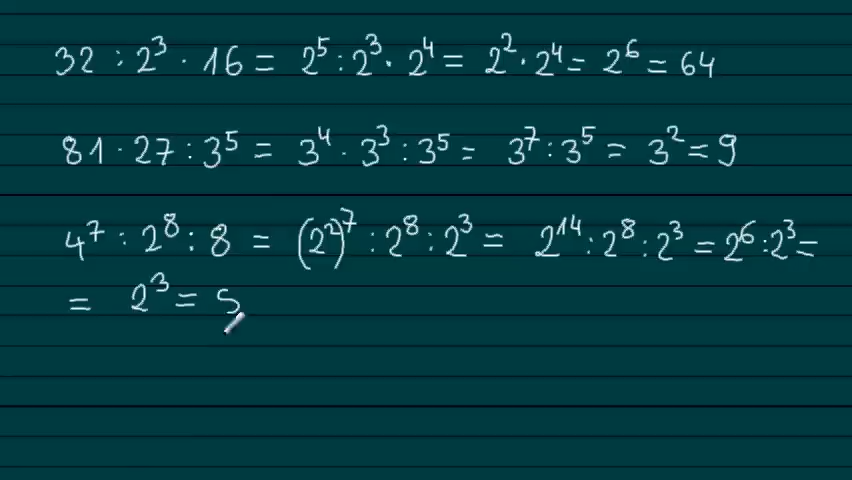 32 : 2³ · 16 = 2⁵ : 2³ · 2⁴ = 2² · 2⁴ = 2⁶ = 64
81 · 27 : 3⁵ = 3⁴ · 3³ : 3⁵ = 3⁷ : 3⁵ = 3² = 9
4⁷ : 2⁸ : 8 = (2²)⁷ : 2⁸ : 2³ = 2¹⁴ : 2⁸ : 2³ = 2⁶ : 2³ =
= 2³ =